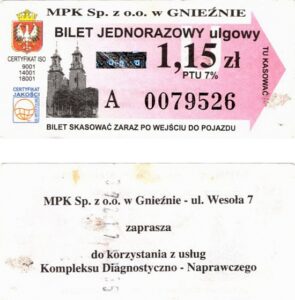 MPK Sp. z o.o. w GNIEŹNIE
BILET JEDNORAZOWY ulgowy
CERTYFIKAT ISO
9001
14001
18001
1,15 zł
PTU 7%
TU KASOWAĆ
CERTYFIKAT
JAKOŚCI
A 0079526
BILET SKASOWAĆ ZARAZ PO WEJŚCIU DO POJAZDU
MPK Sp. z o.o. w Gnieźnie - ul. Wesoła 7
zaprasza
do korzystania z usług
Kompleksu Diagnostyczno - Naprawczego